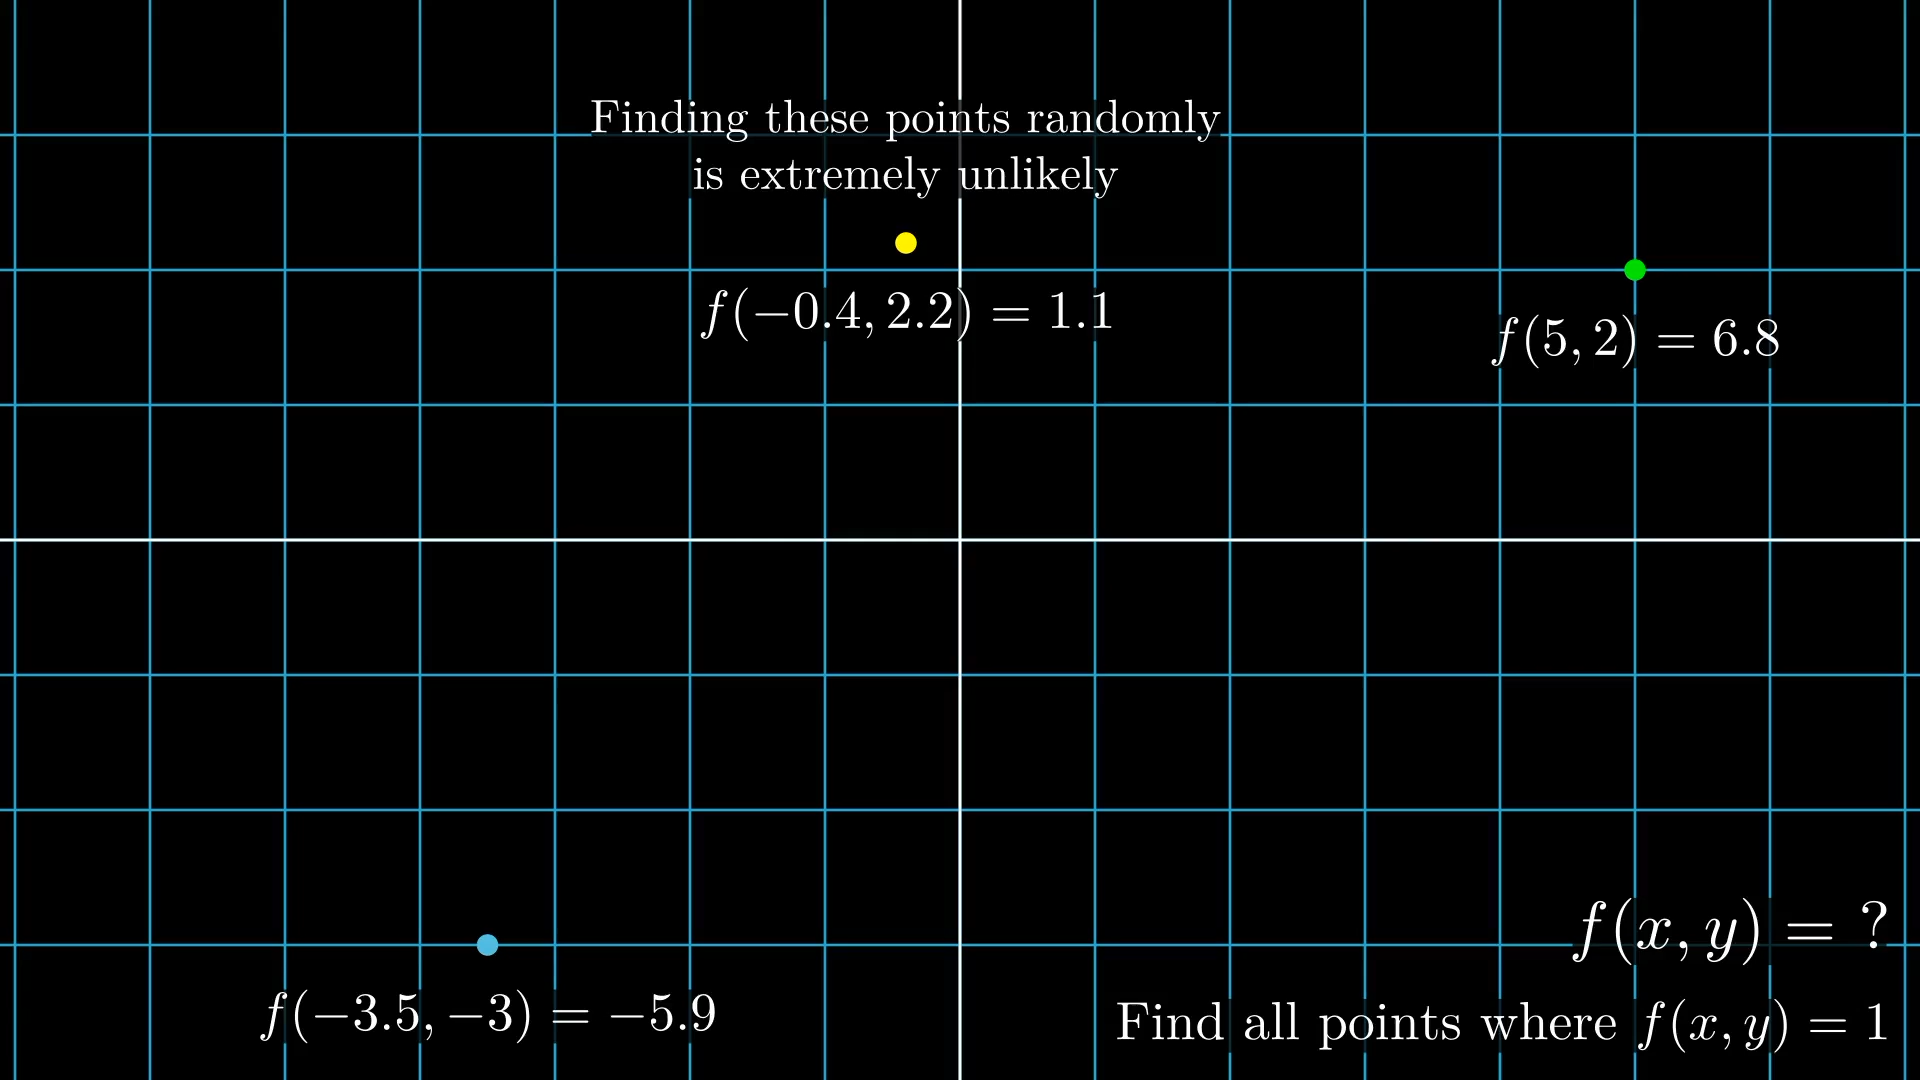 Finding these points randomly
is extremely unlikely
f(−0.4, 2.2) = 1.1
f(5, 2) = 6.8
f(−3.5, −3) = −5.9
f(x, y) = ?
Find all points where f(x, y) = 1